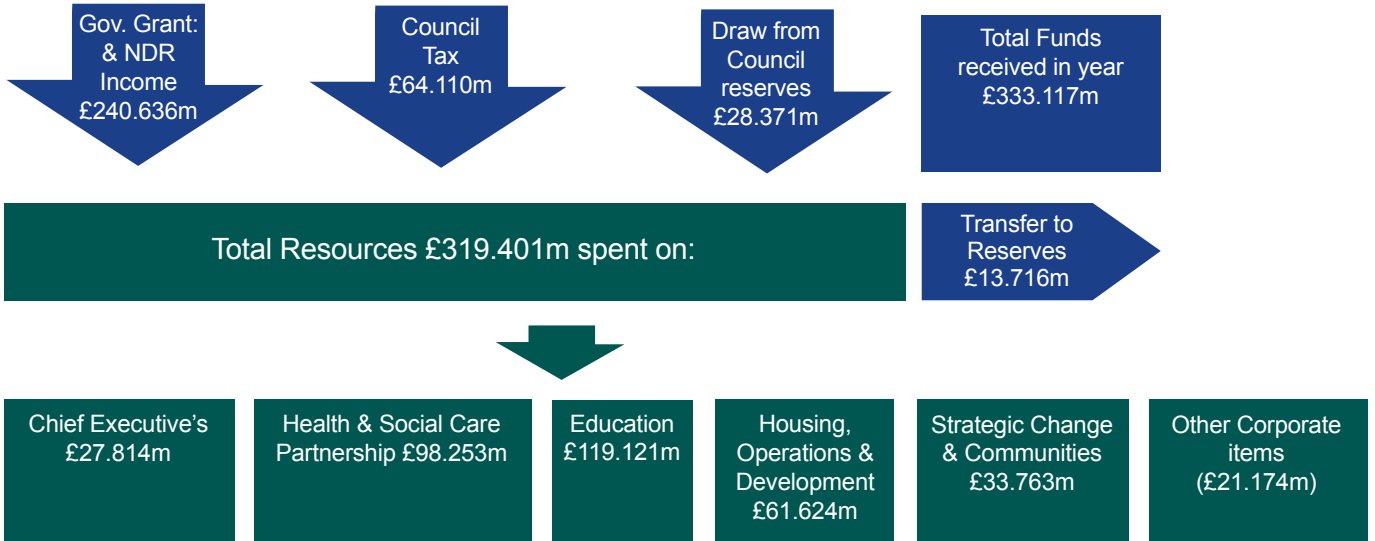 Gov. Grant:
& NDR
Income
£240.636m
Council
Tax
£64.110m
Draw from
Council
reserves
£28.371m
Total Funds
received in year
£333.117m
Total Resources £319.401m spent on:
Transfer to
Reserves
£13.716m
Chief Executive's
£27.814m
Health & Social Care
Partnership £98.253m
Education
£119.121m
Housing,
Operations &
Development
£61.624m
Strategic Change
& Communities
£33.763m
Other Corporate
items
(£21.174m)